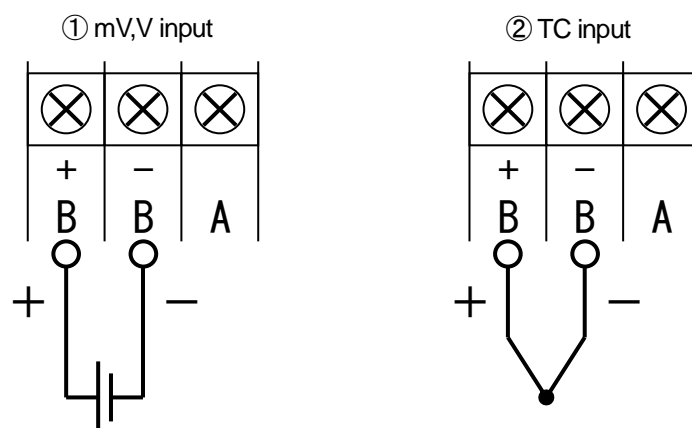 ① mV,V input
+ −
B B A
+ −
② TC input
+ −
B B A
+ −